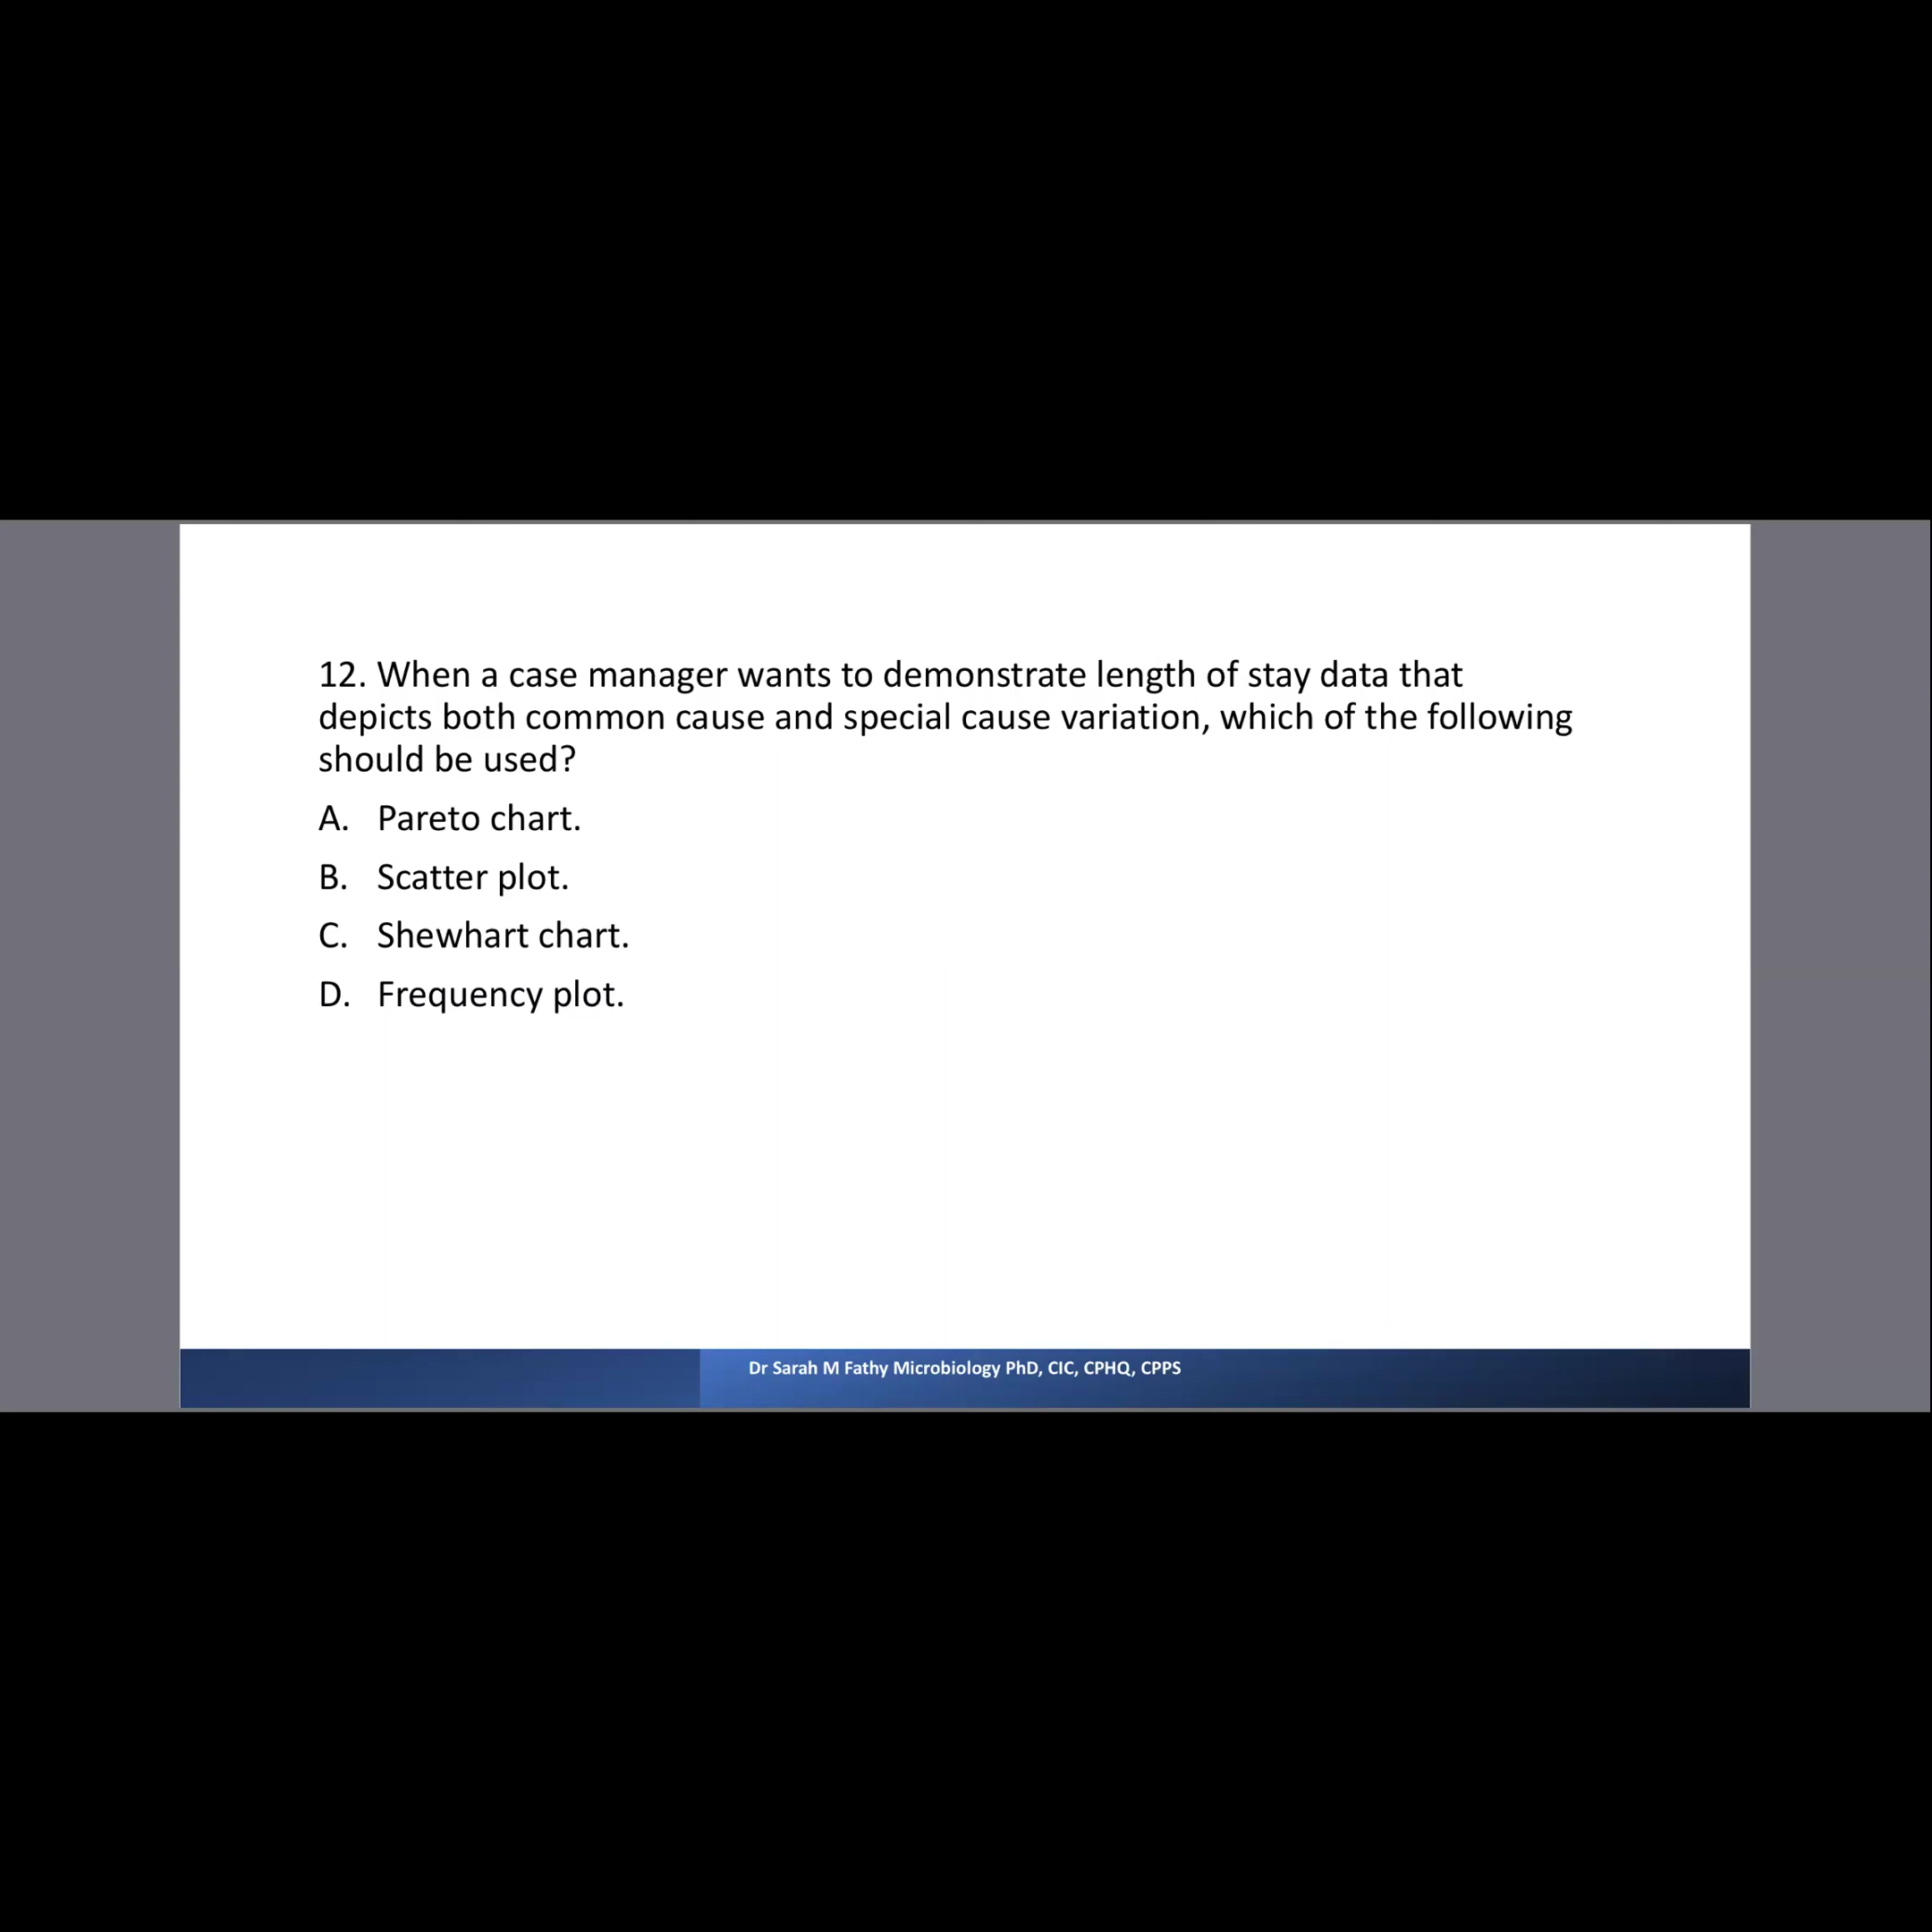 12. When a case manager wants to demonstrate length of stay data that
depicts both common cause and special cause variation, which of the following
should be used?
A. Pareto chart.
B. Scatter plot.
C. Shewhart chart.
D. Frequency plot.
Dr Sarah M Fathy Microbiology PhD, CIC, CPHQ, CPPS